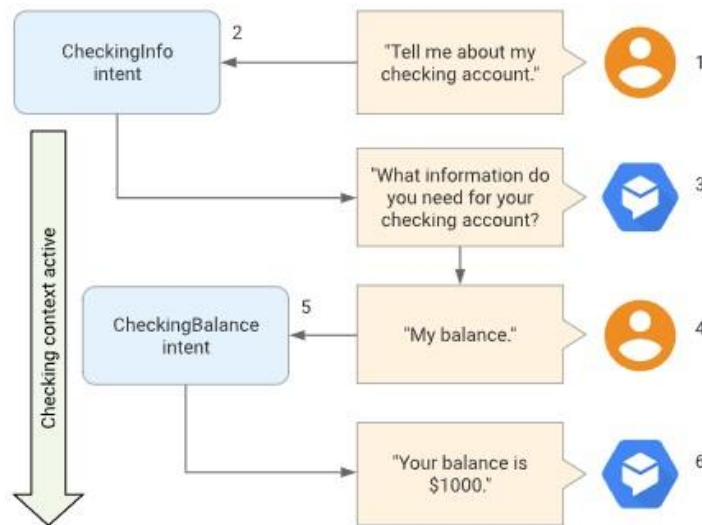 CheckingInfo
intent
2
"Tell me about my
checking account."
1
"What information do
you need for your
checking account?
3
Checking context active
CheckingBalance
intent
5
"My balance."
4
"Your balance is
$1000."
6